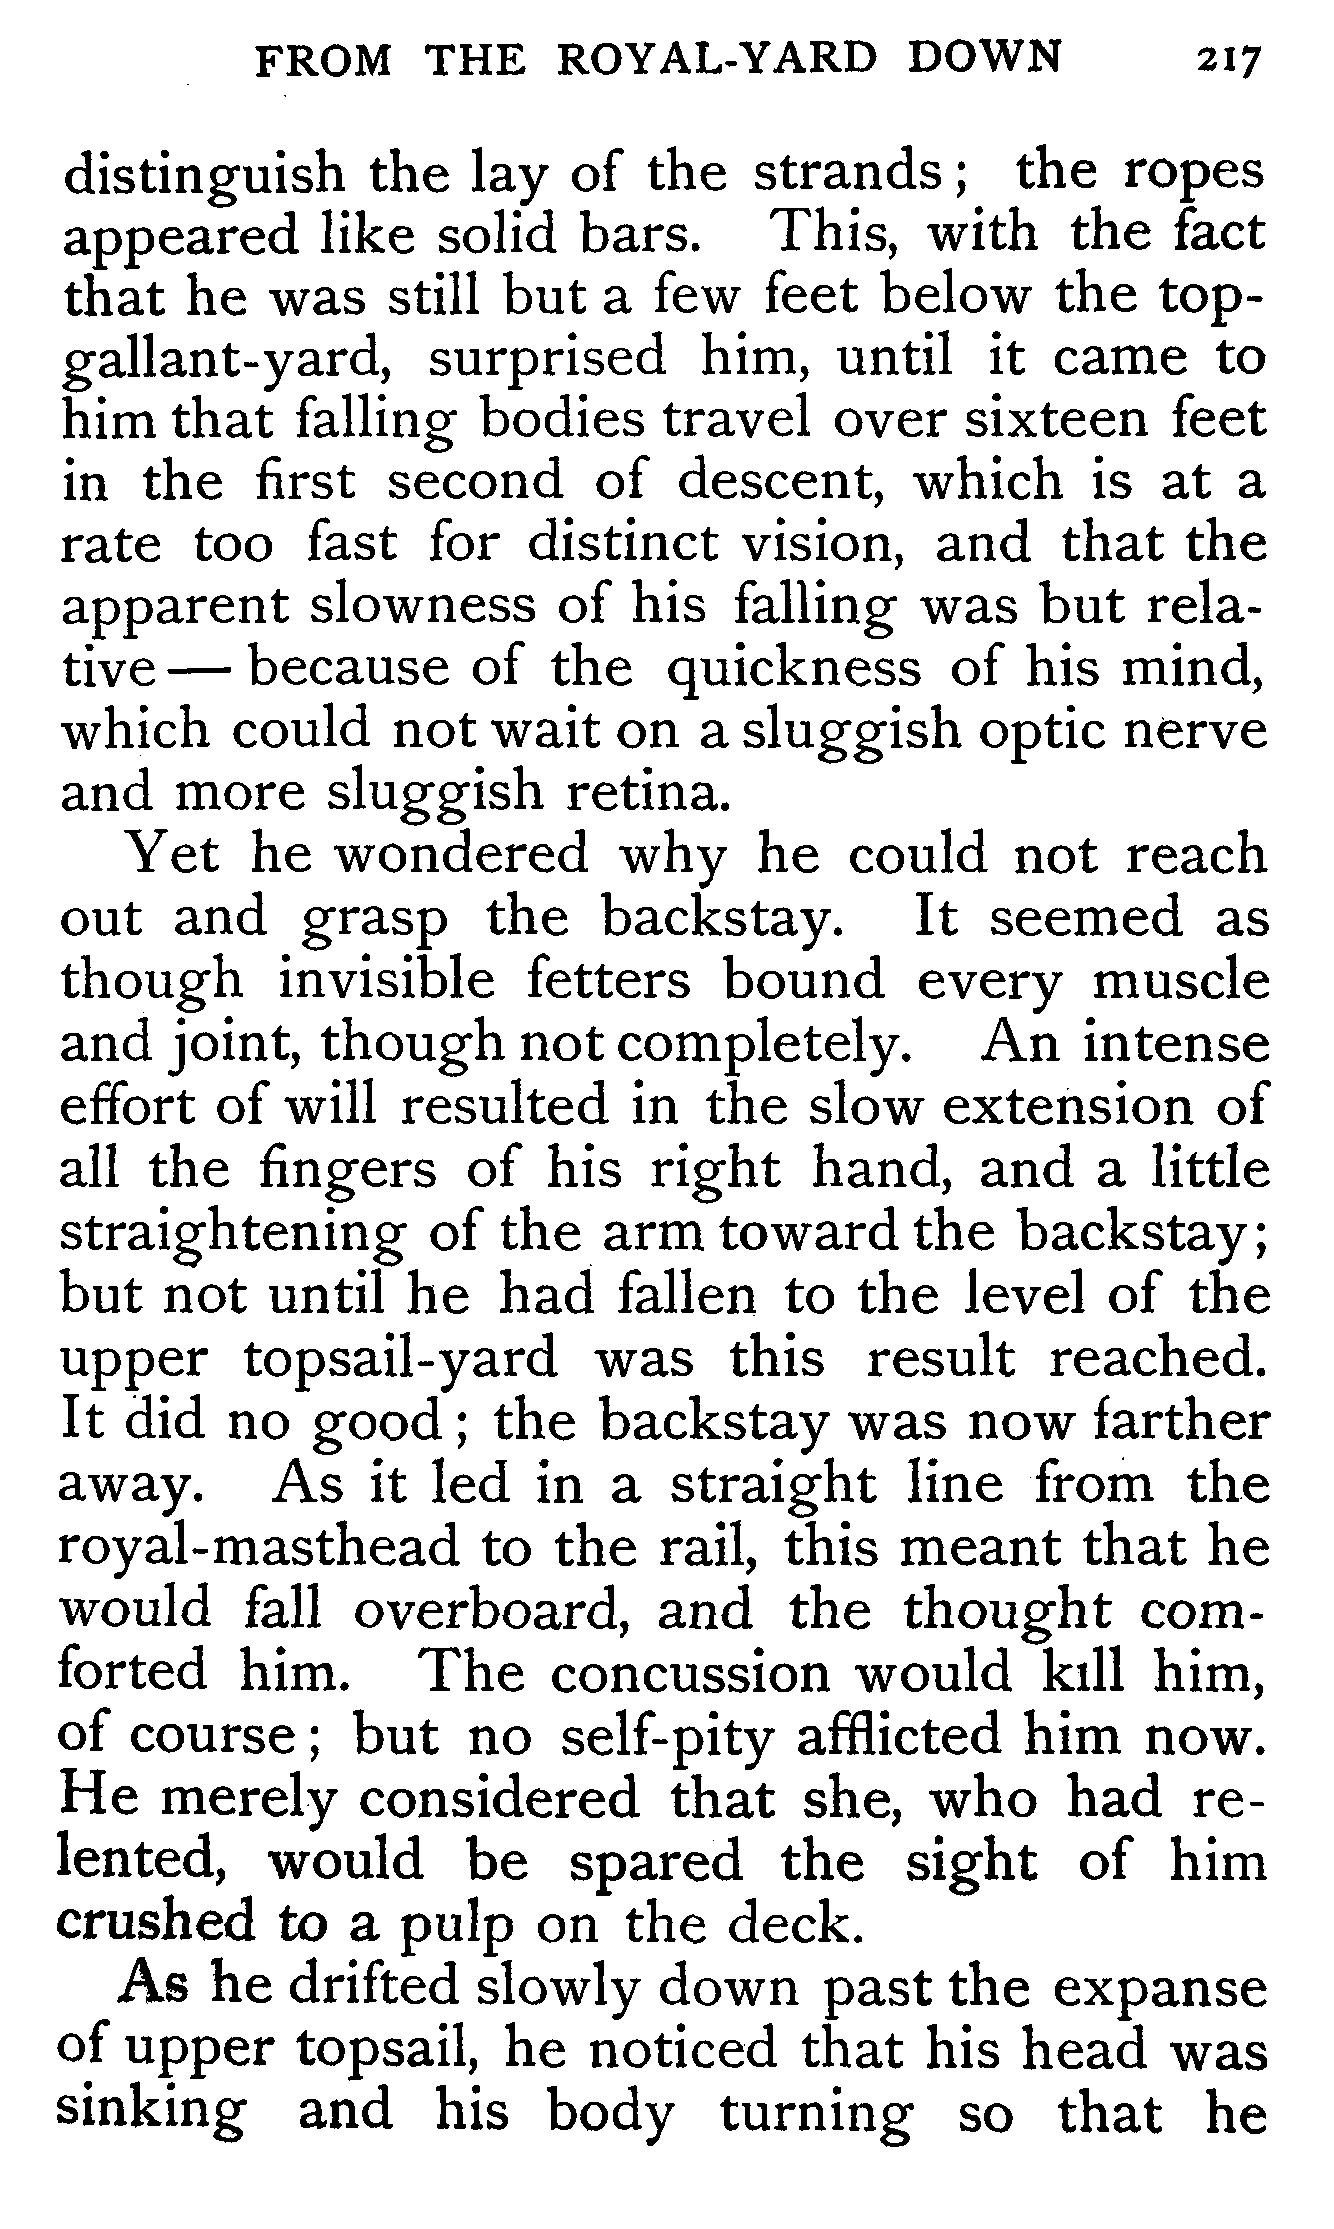 FROM THE ROYAL-YARD DOWN 217
distinguish the lay of the strands; the ropes
appeared like solid bars. This, with the fact
that he was still but a few feet below the top-
gallant-yard, surprised him, until it came to
him that falling bodies travel over sixteen feet
in the first second of descent, which is at a
rate too fast for distinct vision, and that the
apparent slowness of his falling was but rela-
tive — because of the quickness of his mind,
which could not wait on a sluggish optic nerve
and more sluggish retina.
Yet he wondered why he could not reach
out and grasp the backstay. It seemed as
though invisible fetters bound every muscle
and joint, though not completely. An intense
effort of will resulted in the slow extension of
all the fingers of his right hand, and a little
straightening of the arm toward the backstay;
but not until he had fallen to the level of the
upper topsail-yard was this result reached.
It did no good; the backstay was now farther
away. As it led in a straight line from the
royal-masthead to the rail, this meant that he
would fall overboard, and the thought com-
forted him. The concussion would kill him,
of course; but no self-pity afflicted him now.
He merely considered that she, who had re-
lented, would be spared the sight of him
crushed to a pulp on the deck.
As he drifted slowly down past the expanse
of upper topsail, he noticed that his head was
sinking and his body turning so that he